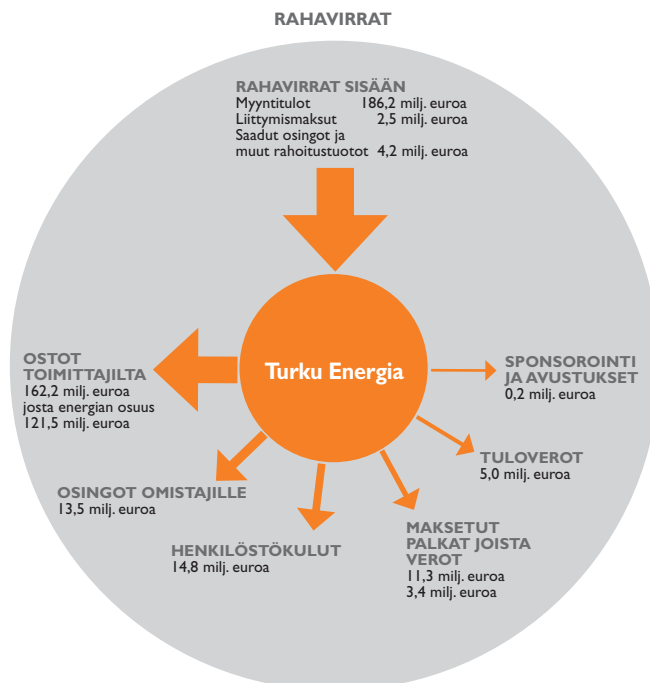 RAHAVIRRAT
RAHAVIRRAT SISÄÄN
Myyntitulot 186,2 milj. euroa
Liittymismaksut 2,5 milj. euroa
Saadut osingot ja
muut rahoitustuotot 4,2 milj. euroa
Turku Energia
OSTOT
TOIMITTAJILTA
162,2 milj. euroa
josta energian osuus
121,5 milj. euroa
SPONSOROINTI
JA AVUSTUKSET
0,2 milj. euroa
TULOVEROT
5,0 milj. euroa
OSINGOT OMISTAJILLE
13,5 milj. euroa
HENKILÖSTÖKULUT
14,8 milj. euroa
MAKSETUT
PALKAT JOISTA
VEROT
11,3 milj. euroa
3,4 milj. euroa